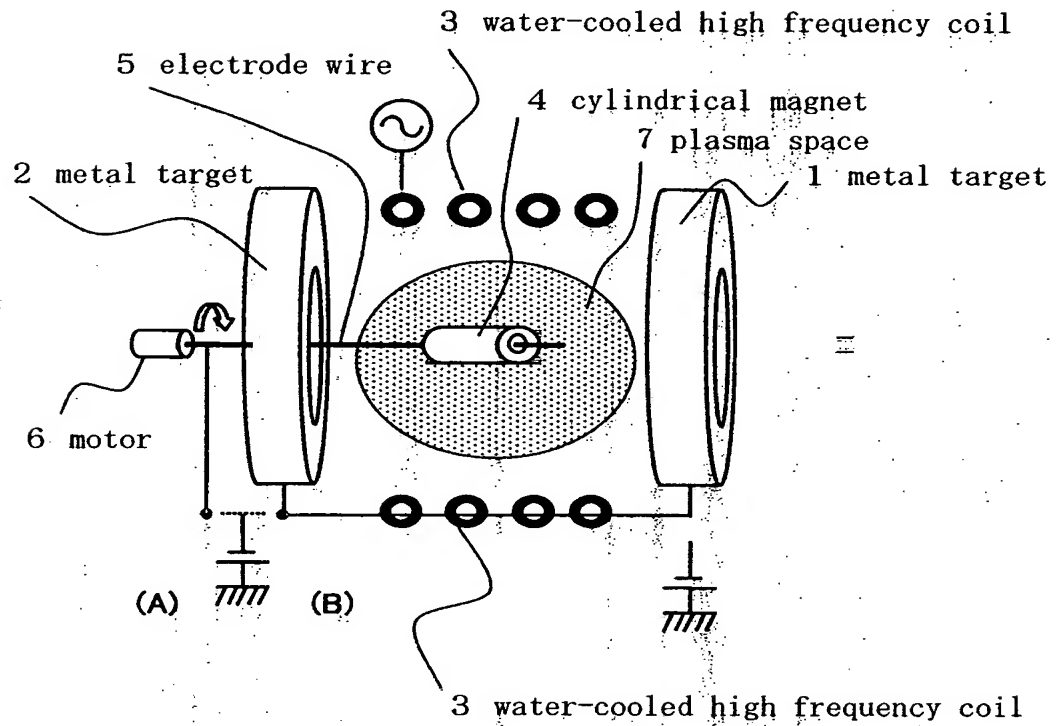 3 water-cooled high frequency coil
5 electrode wire
4 cylindrical magnet
7 plasma space
2 metal target
1 metal target
6 motor
(A)
(B)
3 water-cooled high frequency coil